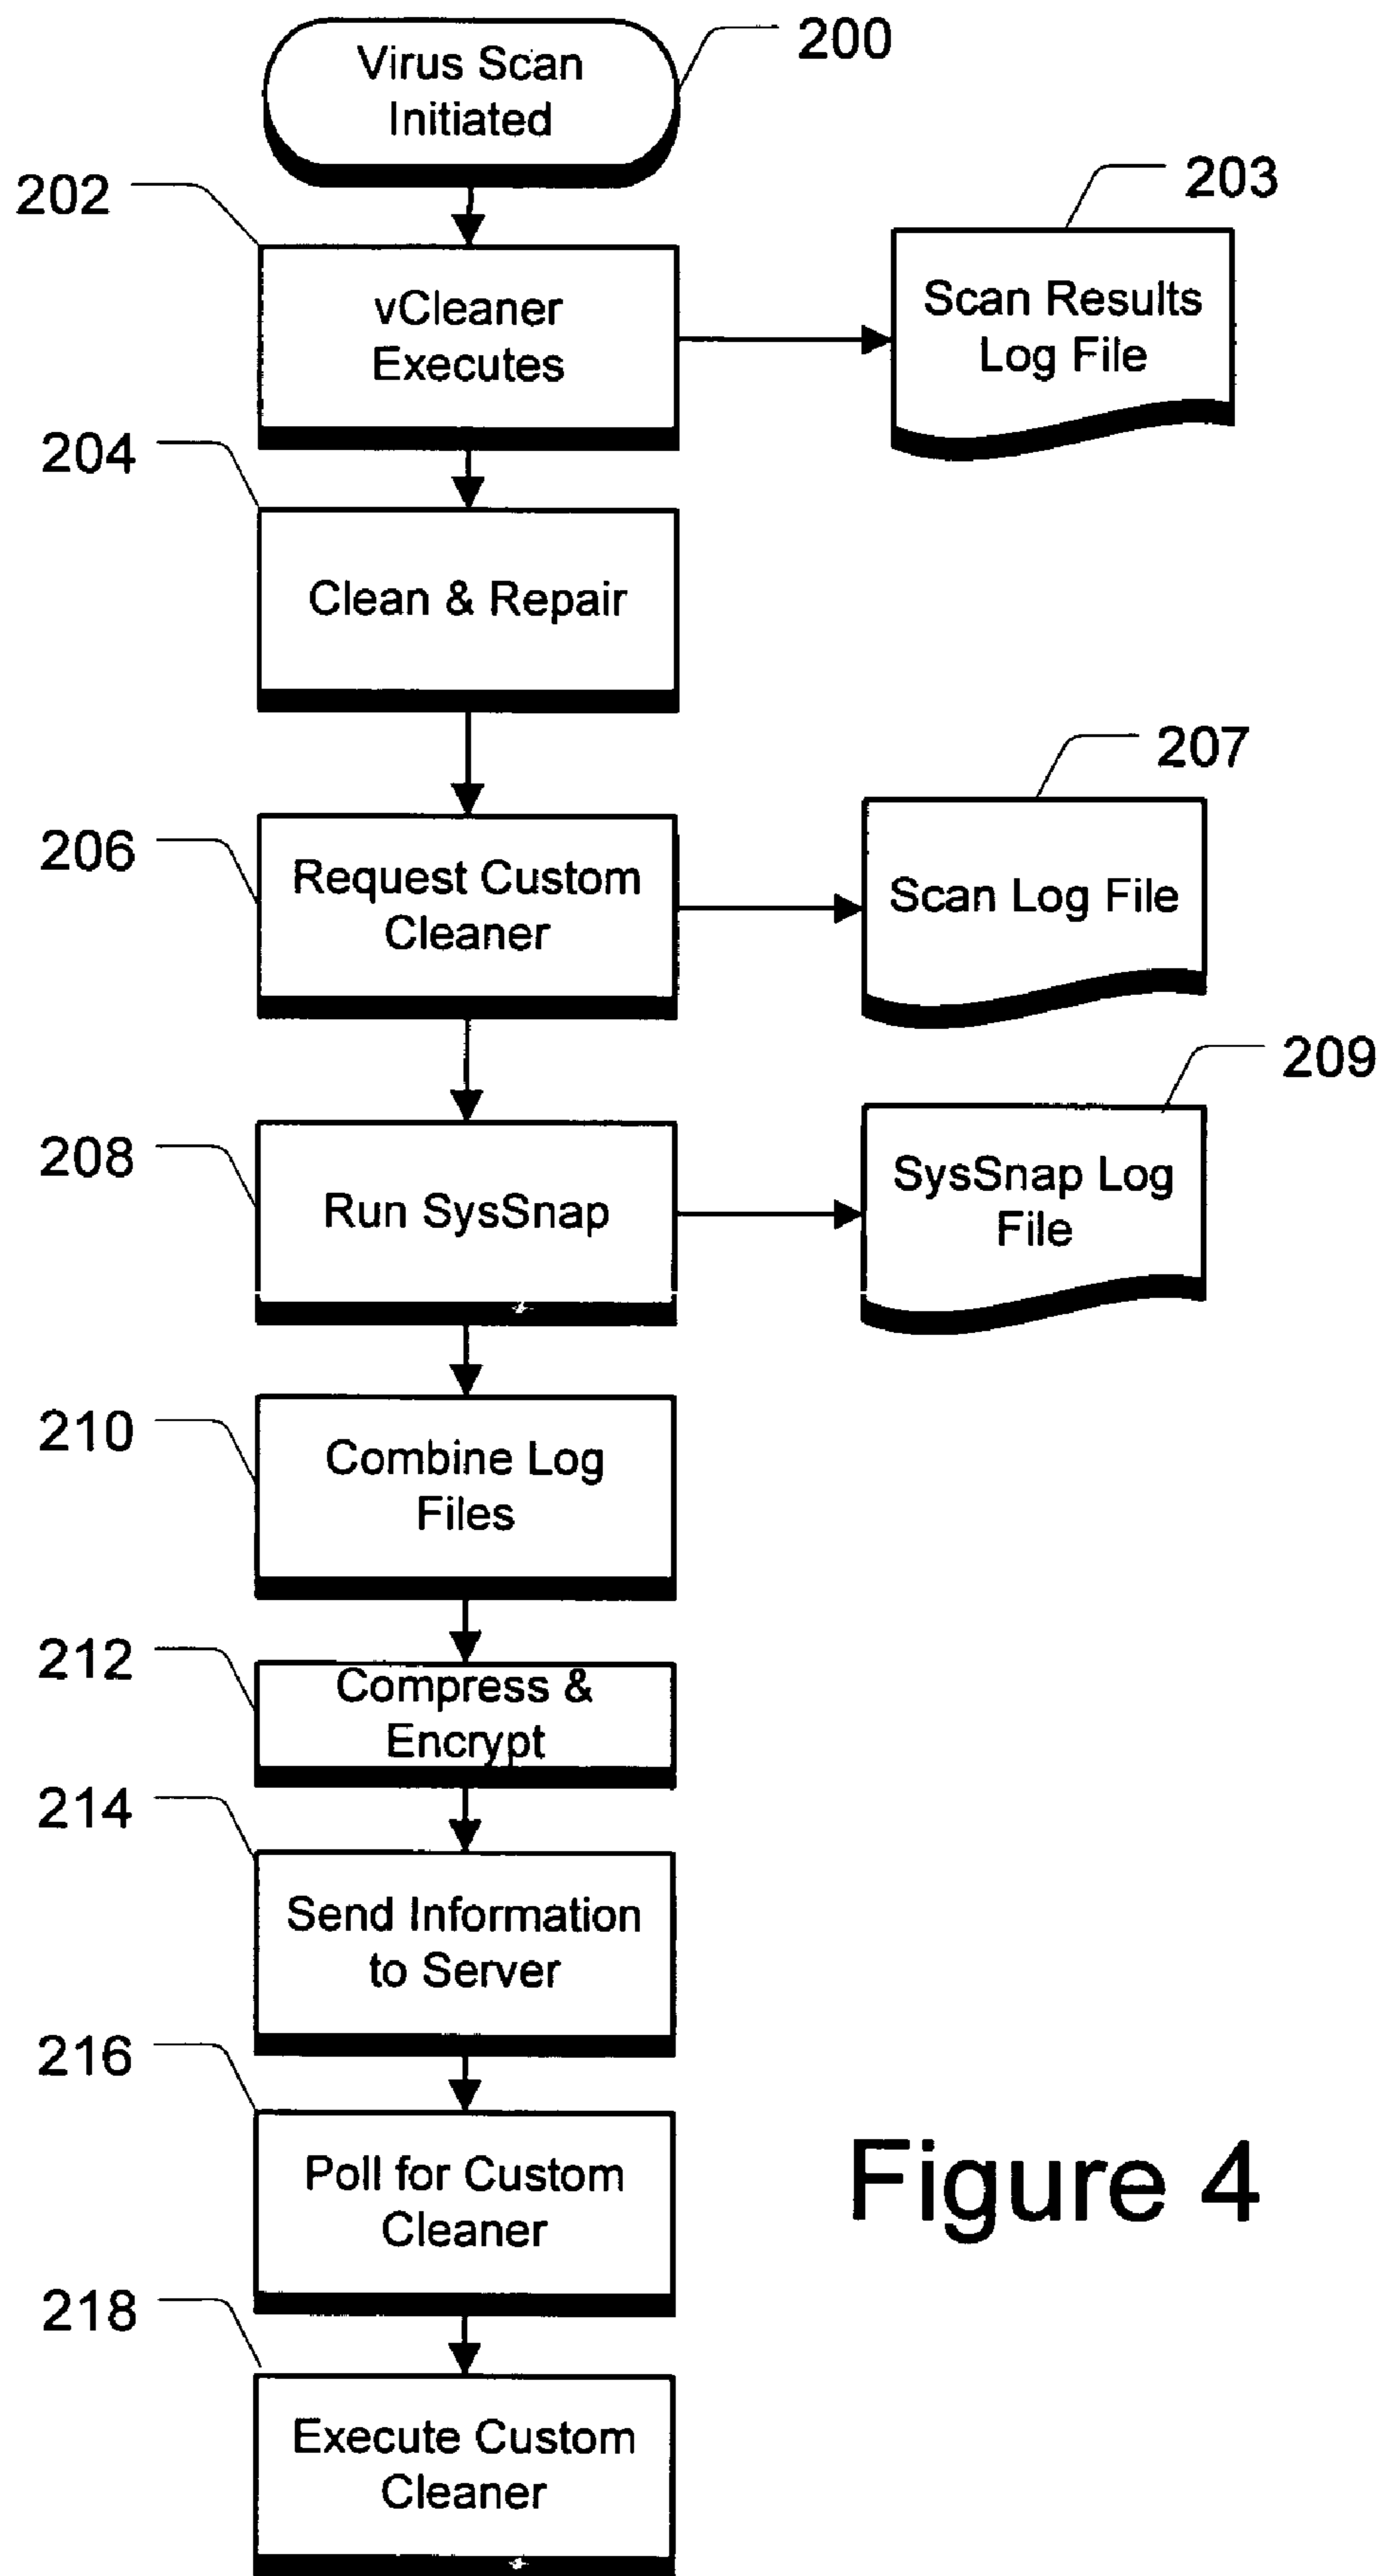 Virus Scan
Initiated
200
202
vCleaner
Executes
203
Scan Results
Log File
204
Clean & Repair
206
Request Custom
Cleaner
207
Scan Log File
208
Run SysSnap
209
SysSnap Log
File
210
Combine Log
Files
212
Compress &
Encrypt
214
Send Information
to Server
216
Poll for Custom
Cleaner
218
Execute Custom
Cleaner
Figure 4